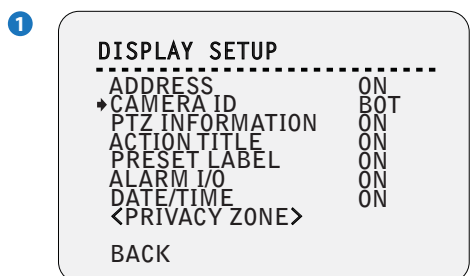 1
DISPLAY SETUP
ADDRESS ON
CAMERA ID BOT
PTZ INFORMATION ON
ACTION TITLE ON
PRESET LABEL ON
ALARM I/O ON
DATE/TIME ON
<PRIVACY ZONE>
BACK